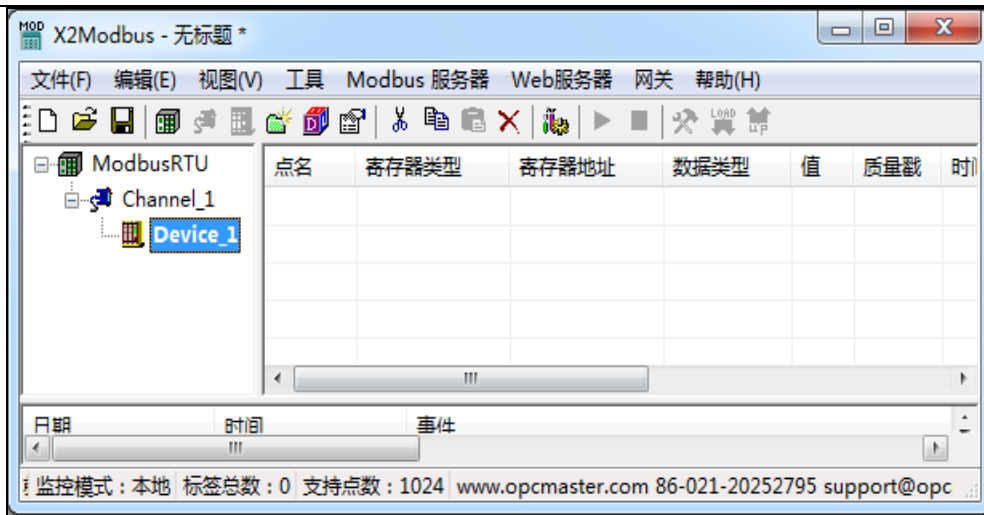 MOD X2Modbus - 无标题 *
文件(F) 编辑(E) 视图(V) 工具 Modbus 服务器 Web服务器 网关 帮助(H)
LOAD UP
ModbusRTU
Channel_1
Device_1
点名 寄存器类型 寄存器地址 数据类型 值 质量戳 时
日期 时间 事件
监控模式：本地 标签总数：0 支持点数：1024 www.opcmaster.com 86-021-20252795 support@opc